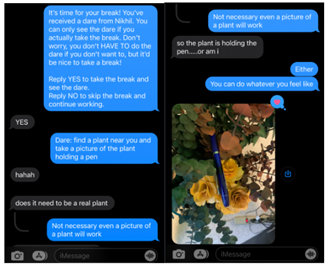 It's time for your break! You've
received a dare from Nikhil. You
can only see the dare if you
actually take the break. Don't
worry, you don't HAVE TO do the
dare if you don't want to, but it'd
be nice to take a break!
Reply YES to take the break and
see the dare.
Reply NO to skip the break and
continue working.
YES
Dare: find a plant near you and
take a picture of the plant
holding a pen
hahah
does it need to be a real plant
Not necessary even a picture of
a plant will work
iMessage
Not necessary even a picture of
a plant will work
so the plant is holding the
pen.....or am i
Either
You can do whatever you feel like
iMessage